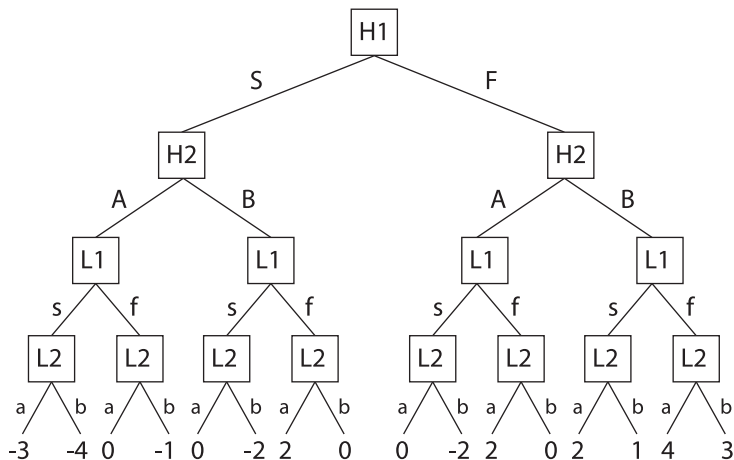 H1
S F
H2 H2
A B A B
L1 L1 L1 L1
s f s f s f s f
L2 L2 L2 L2 L2 L2 L2 L2
a b a b a b a b a b a b a b a b
-3 -4 0 -1 0 -2 2 0 0 -2 2 0 2 1 4 3